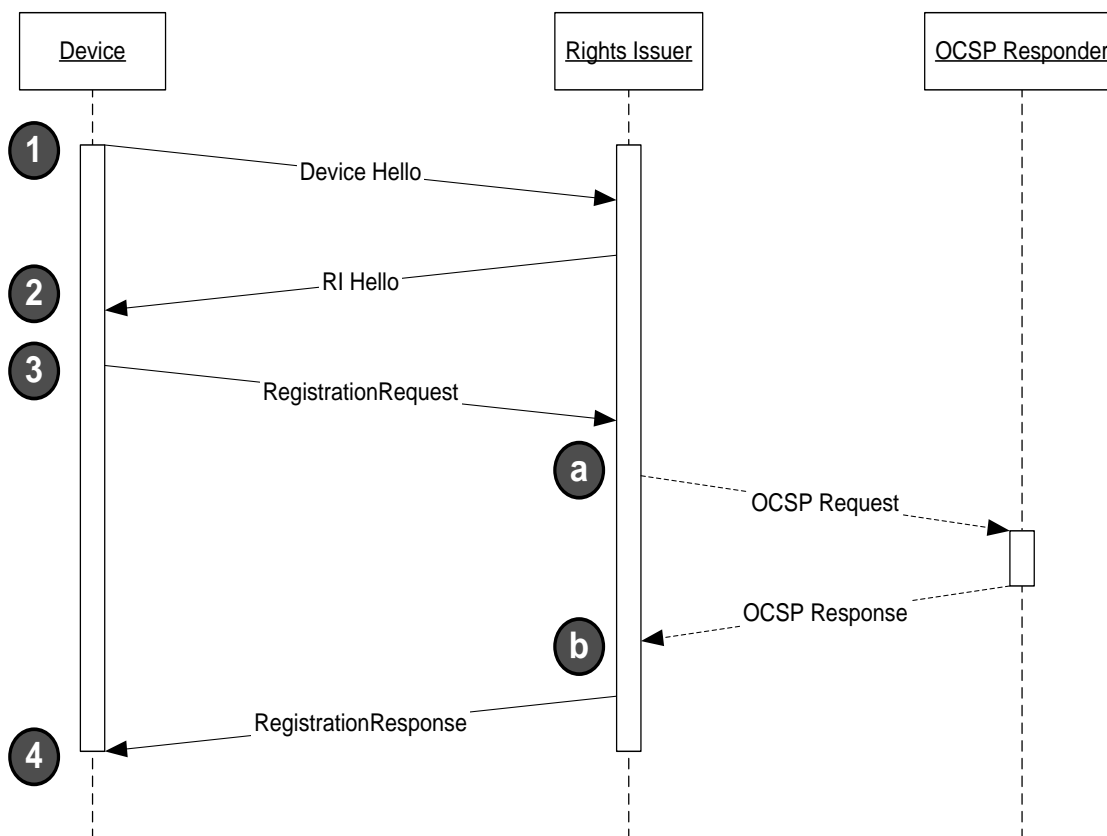 Device
Rights Issuer
OCSP Responder
1
Device Hello
2
RI Hello
3
RegistrationRequest
a
OCSP Request
OCSP Response
b
RegistrationResponse
4